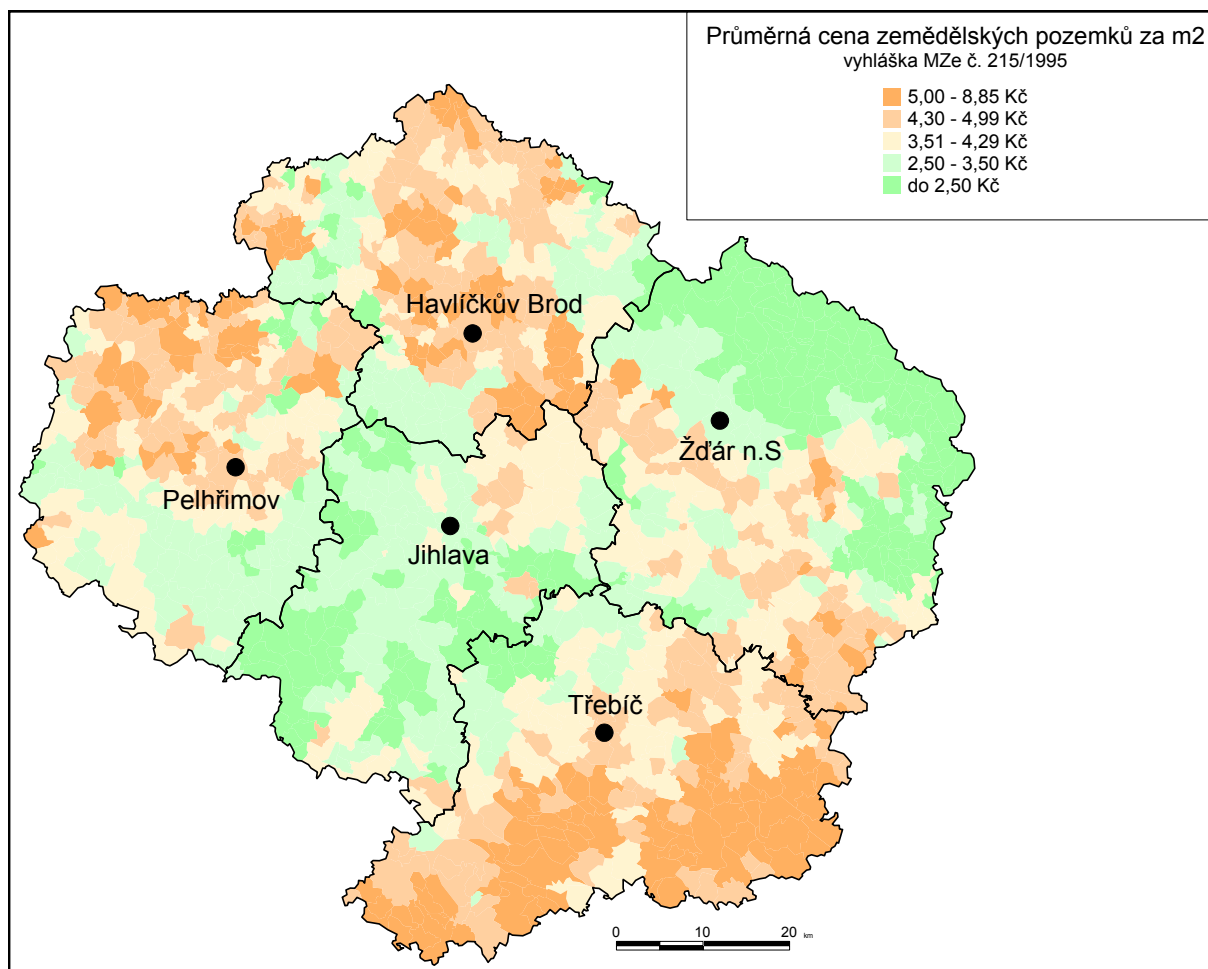 Průměrná cena zemědělských pozemků za m2
vyhláška MZe č. 215/1995
5,00 - 8,85 Kč
4,30 - 4,99 Kč
3,51 - 4,29 Kč
2,50 - 3,50 Kč
do 2,50 Kč
Havlíčkův Brod
Žďár n.S
Pelhřimov
Jihlava
Třebíč
0 10 20 km